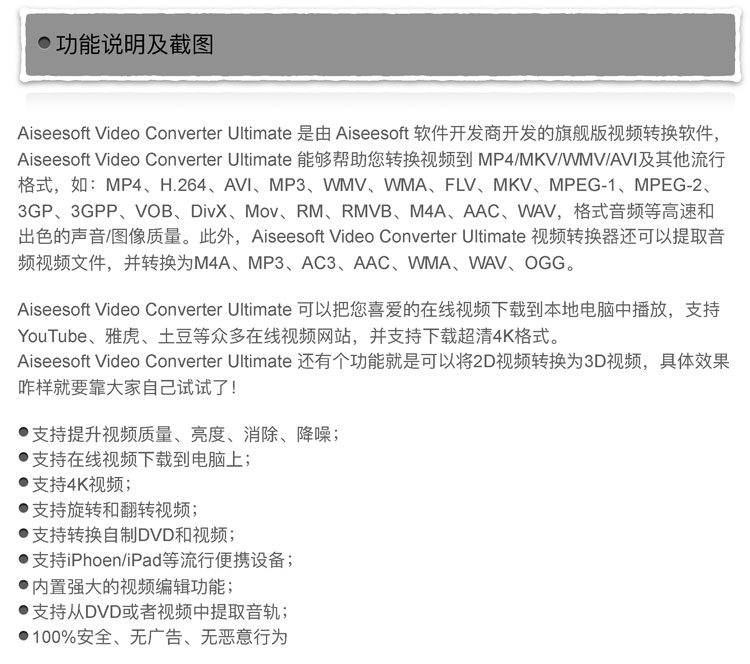 功能说明及截图
Aiseesoft Video Converter Ultimate 是由 Aiseesoft 软件开发商开发的旗舰版视频转换软件，
Aiseesoft Video Converter Ultimate 能够帮助您转换视频到 MP4/MKV/WMV/AVI及其他流行
格式，如：MP4、H.264、AVI、MP3、WMV、WMA、FLV、MKV、MPEG-1、MPEG-2、
3GP、3GPP、VOB、DivX、Mov、RM、RMVB、M4A、AAC、WAV，格式音频等高速和
出色的声音/图像质量。此外，Aiseesoft Video Converter Ultimate 视频转换器还可以提取音
频视频文件，并转换为M4A、MP3、AC3、AAC、WMA、WAV、OGG。
Aiseesoft Video Converter Ultimate 可以把您喜爱的在线视频下载到本地电脑中播放，支持
YouTube、雅虎、土豆等众多在线视频网站，并支持下载超清4K格式。
Aiseesoft Video Converter Ultimate 还有个功能就是可以将2D视频转换为3D视频，具体效果
咋样就要靠大家自己试试了！
支持提升视频质量、亮度、消除、降噪；
支持在线视频下载到电脑上；
支持4K视频；
支持旋转和翻转视频；
支持转换自制DVD和视频；
支持iPhoen/iPad等流行便携设备；
内置强大的视频编辑功能；
支持从DVD或者视频中提取音轨；
100%安全、无广告、无恶意行为